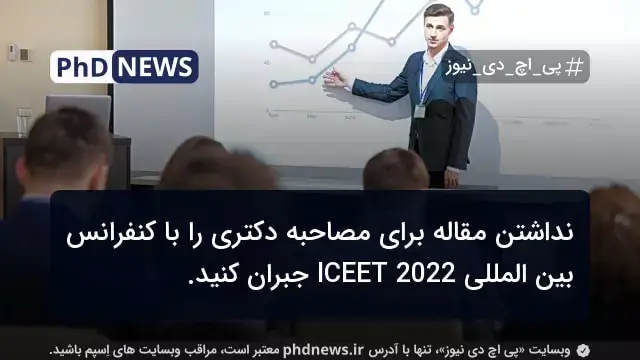 PhD NEWS
#پی_اچ_دی_نیوز
نداشتن مقاله برای مصاحبه دکتری را با کنفرانس
بین المللی ICEET 2022 جبران کنید.
وبسایت «پی اچ دی نیوز»، تنها با آدرس phdnews.ir معتبر است، مراقب وبسایت های اِسپم باشید.